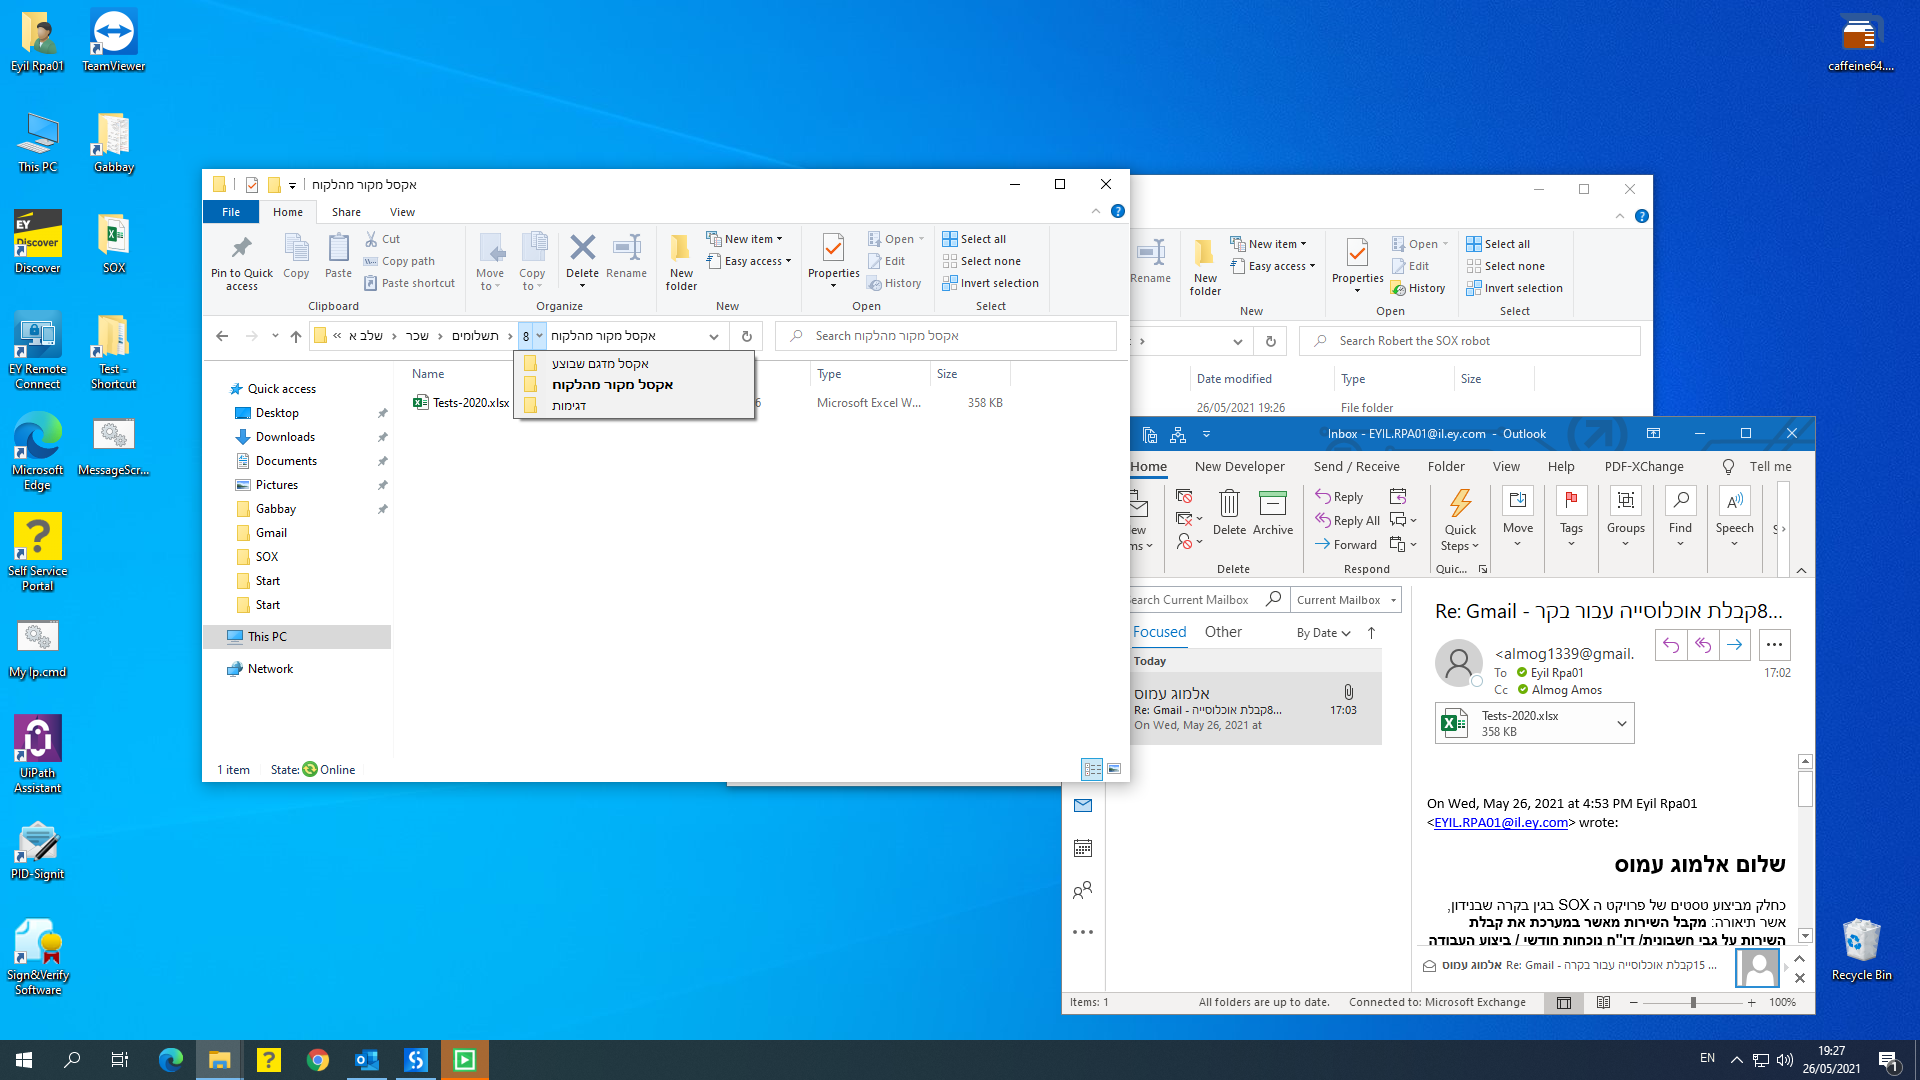 Eyil Rpa01
TeamViewer
This PC
Gabbay
EY
Discover
Discover
SOX
EY Remote
Connect
Test -
Shortcut
Microsoft
Edge
MessageScr...
Self Service
Portal
My Ip.cmd
UiPath
Assistant
PID-Signit
Sign&Verify
Software
caffeine64....
Recycle Bin
אקסל מקור מהלקוח
File
Home
Share
View
Pin to Quick
access
Copy
Paste
Cut
Copy path
Paste shortcut
Clipboard
Move
to
Copy
to
Delete
Rename
Organize
New
folder
New item
Easy access
New
Properties
Open
Edit
History
Open
Select all
Select none
Invert selection
Select
« שלב א › שכר › תשלומים › 8 אקסל מקור מהלקוח
Search אקסל מקור מהלקוח
אקסל מדגם שבוצע
אקסל מקור מהלקוח
דגימות
Name
Type
Size
Tests-2020.xlsx
6
Microsoft Excel W...
358 KB
Quick access
Desktop
Downloads
Documents
Pictures
Gabbay
Gmail
SOX
Start
Start
This PC
Network
1 item
State: Online
Rename
New
folder
New item
Easy access
New
Properties
Open
Edit
History
Open
Select all
Select none
Invert selection
Select
Search Robert the SOX robot
Date modified
Type
Size
26/05/2021 19:26
File folder
Inbox - EYIL.RPA01@il.ey.com - Outlook
Home
New Developer
Send / Receive
Folder
View
Help
PDF-XChange
Tell me
Delete
Archive
Delete
Reply
Reply All
Forward
Respond
Quick
Steps
Quic...
Move
Tags
Groups
Find
Speech
Search Current Mailbox
Current Mailbox
Focused
Other
By Date
Today
אלמוג עמוס
Re: Gmail - קבלת אוכלוסייה8...
17:03
On Wed, May 26, 2021 at
Re: Gmail - קבלת אוכלוסייה עבור בקר8...
<almog1339@gmail.
To Eyil Rpa01
Cc Almog Amos
17:02
Tests-2020.xlsx
358 KB
On Wed, May 26, 2021 at 4:53 PM Eyil Rpa01
<EYIL.RPA01@il.ey.com> wrote:
שלום אלמוג עמוס
כחלק מביצוע טסטים של פרויקט ה SOX בגין בקרה שבנידון,
אשר תיאורה: מקבל השירות מאשר במערכת את קבלת
השירות על גבי חשבונית/ דו"ח נוכחות חודשי / ביצוע העבודה
אלמוג עמוס Re: Gmail - קבלת אוכלוסייה עבור בקרה15 ...
Items: 1
All folders are up to date.
Connected to: Microsoft Exchange
100%
EN
19:27
26/05/2021
1